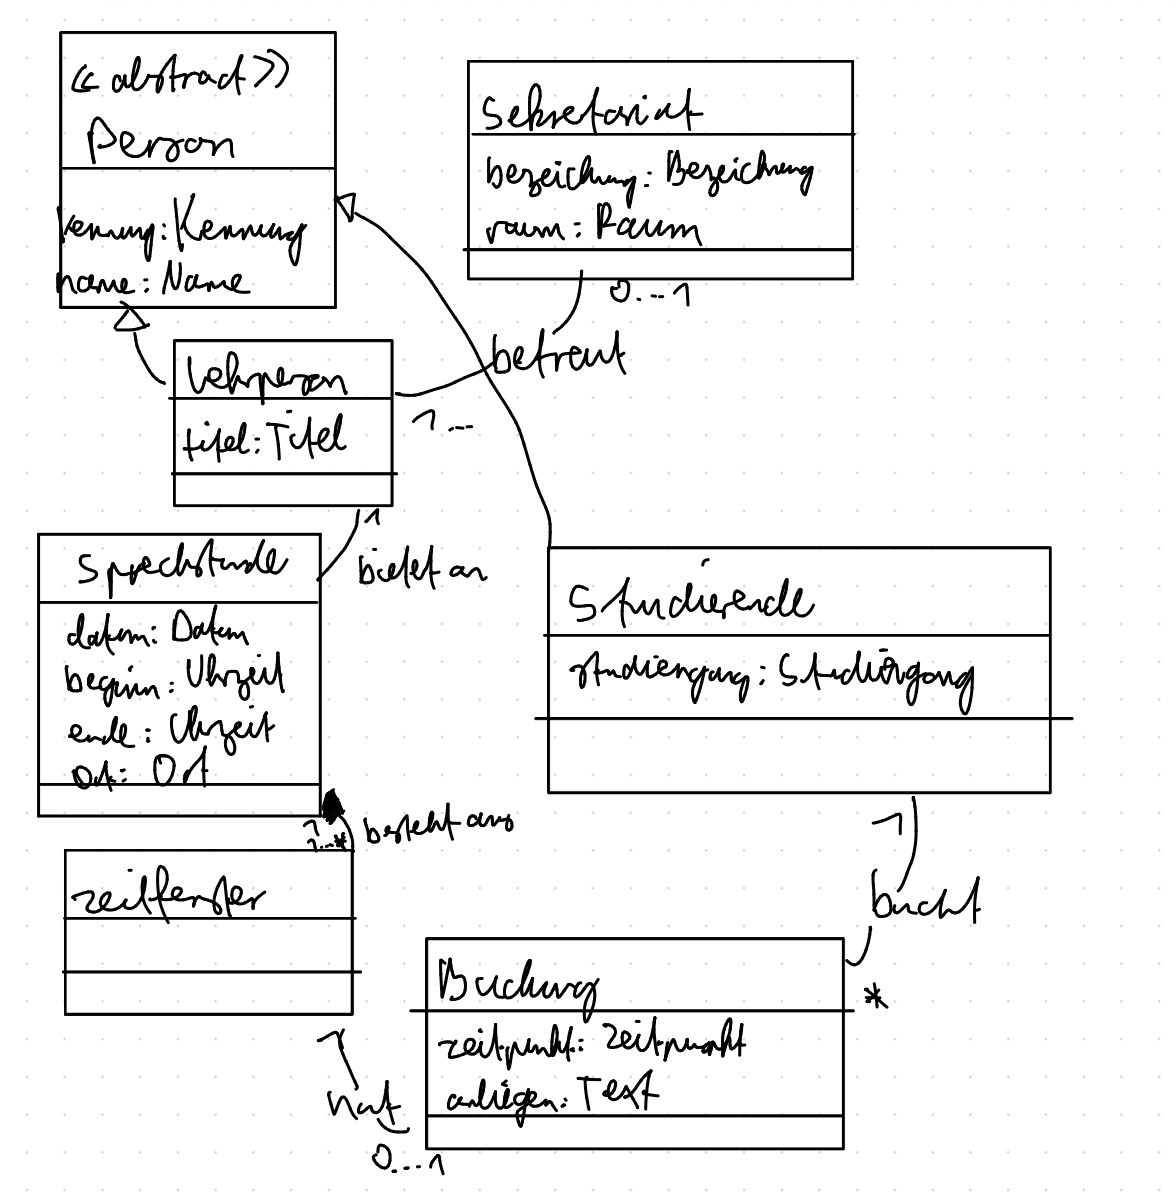 << abstract >>
Person
kennung: Kennung
name: Name
Sekretariat
bezeichung: Bezeichnung
raum: Raum
0...1
betreut
1...
Lehrperson
titel: Titel
1
bietet an
Sprechstunde
datum: Datum
beginn: Uhrzeit
ende: Uhrzeit
ort: Ort
Studierende
studiengang: Studiengang
1
1...*
besteht aus
zeitfenster
1
bucht
*
Buchung
zeitpunkt: Zeitpunkt
anliegen: Text
1
hat
0...1